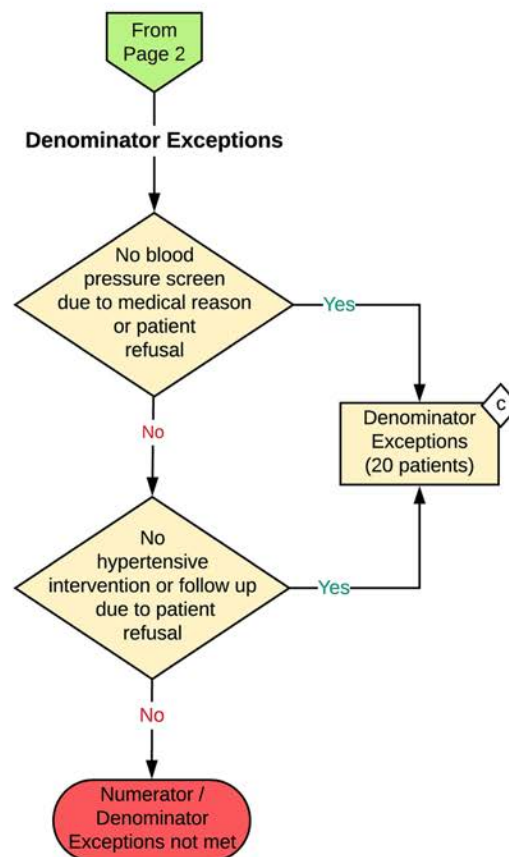 From
Page 2
Denominator Exceptions
No blood
pressure screen
due to medical reason
or patient
refusal
Yes
c
Denominator
Exceptions
(20 patients)
No
No
hypertensive
intervention or follow up
due to patient
refusal
Yes
No
Numerator /
Denominator
Exceptions not met